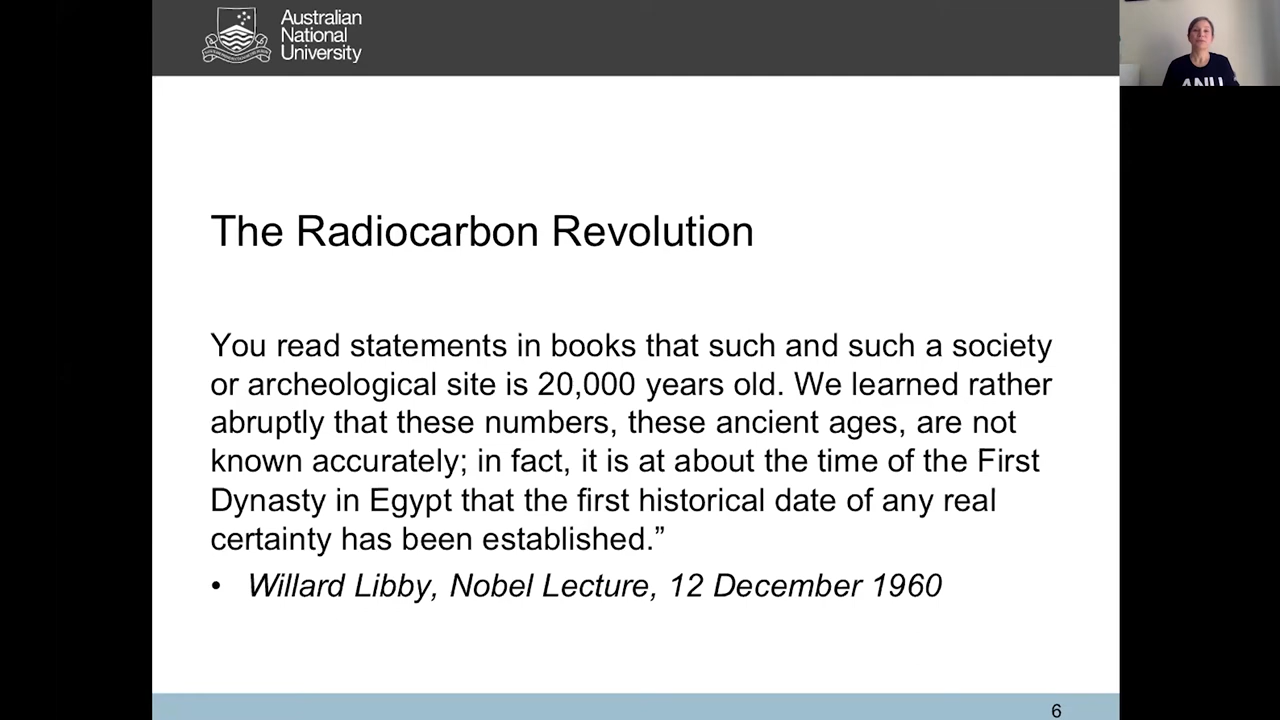 Australian
National
University
ANU
The Radiocarbon Revolution
You read statements in books that such and such a society
or archeological site is 20,000 years old. We learned rather
abruptly that these numbers, these ancient ages, are not
known accurately; in fact, it is at about the time of the First
Dynasty in Egypt that the first historical date of any real
certainty has been established.”
• Willard Libby, Nobel Lecture, 12 December 1960
6